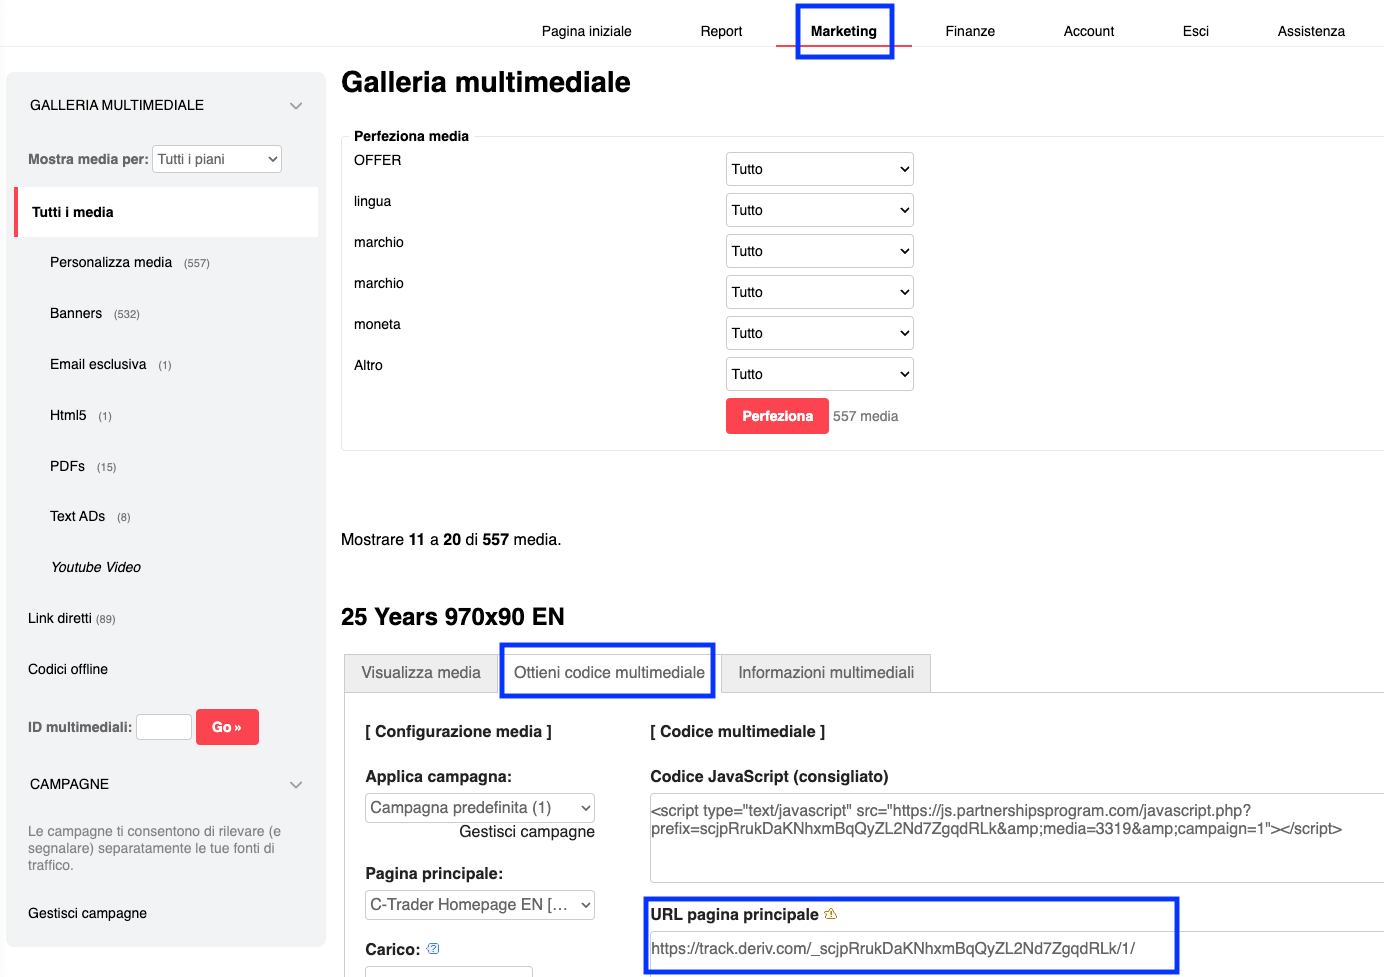 Pagina iniziale Report Marketing Finanze Account Esci Assistenza
GALLERIA MULTIMEDIALE
Mostra media per: Tutti i piani
Tutti i media
Personalizza media (557)
Banners (532)
Email esclusiva (1)
Html5 (1)
PDFs (15)
Text ADs (8)
Youtube Video
Link diretti (89)
Codici offline
ID multimediali: Go »
CAMPAGNE
Le campagne ti consentono di rilevare (e
segnalare) separatamente le tue fonti di
traffico.
Gestisci campagne
Galleria multimediale
Perfeziona media
OFFER Tutto
lingua Tutto
marchio Tutto
marchio Tutto
moneta Tutto
Altro Tutto
Perfeziona 557 media
Mostrare 11 a 20 di 557 media.
25 Years 970x90 EN
Visualizza media Ottieni codice multimediale Informazioni multimediali
[ Configurazione media ]
Applica campagna:
Campagna predefinita (1)
Gestisci campagne
Pagina principale:
C-Trader Homepage EN [...
Carico:
[ Codice multimediale ]
Codice JavaScript (consigliato)
<script type="text/javascript" src="https://js.partnershipsprogram.com/javascript.php?
prefix=scjpRrukDaKNhxmBqQyZL2Nd7ZgqdRLk&amp;media=3319&amp;campaign=1"></script>
URL pagina principale
https://track.deriv.com/_scjpRrukDaKNhxmBqQyZL2Nd7ZgqdRLk/1/